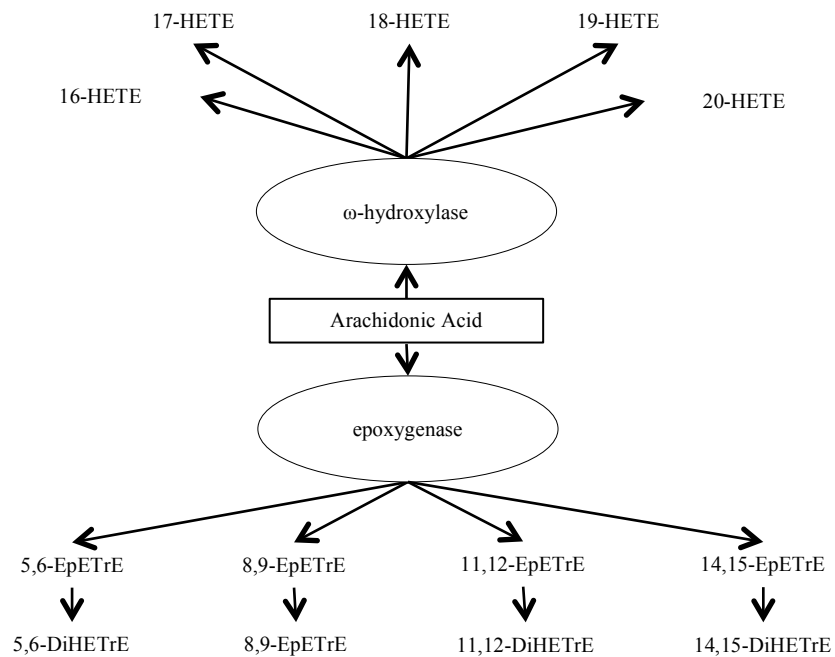 17-HETE 18-HETE 19-HETE
16-HETE 20-HETE
ω-hydroxylase
Arachidonic Acid
epoxygenase
5,6-EpETrE 8,9-EpETrE 11,12-EpETrE 14,15-EpETrE
5,6-DiHETrE 8,9-EpETrE 11,12-DiHETrE 14,15-DiHETrE